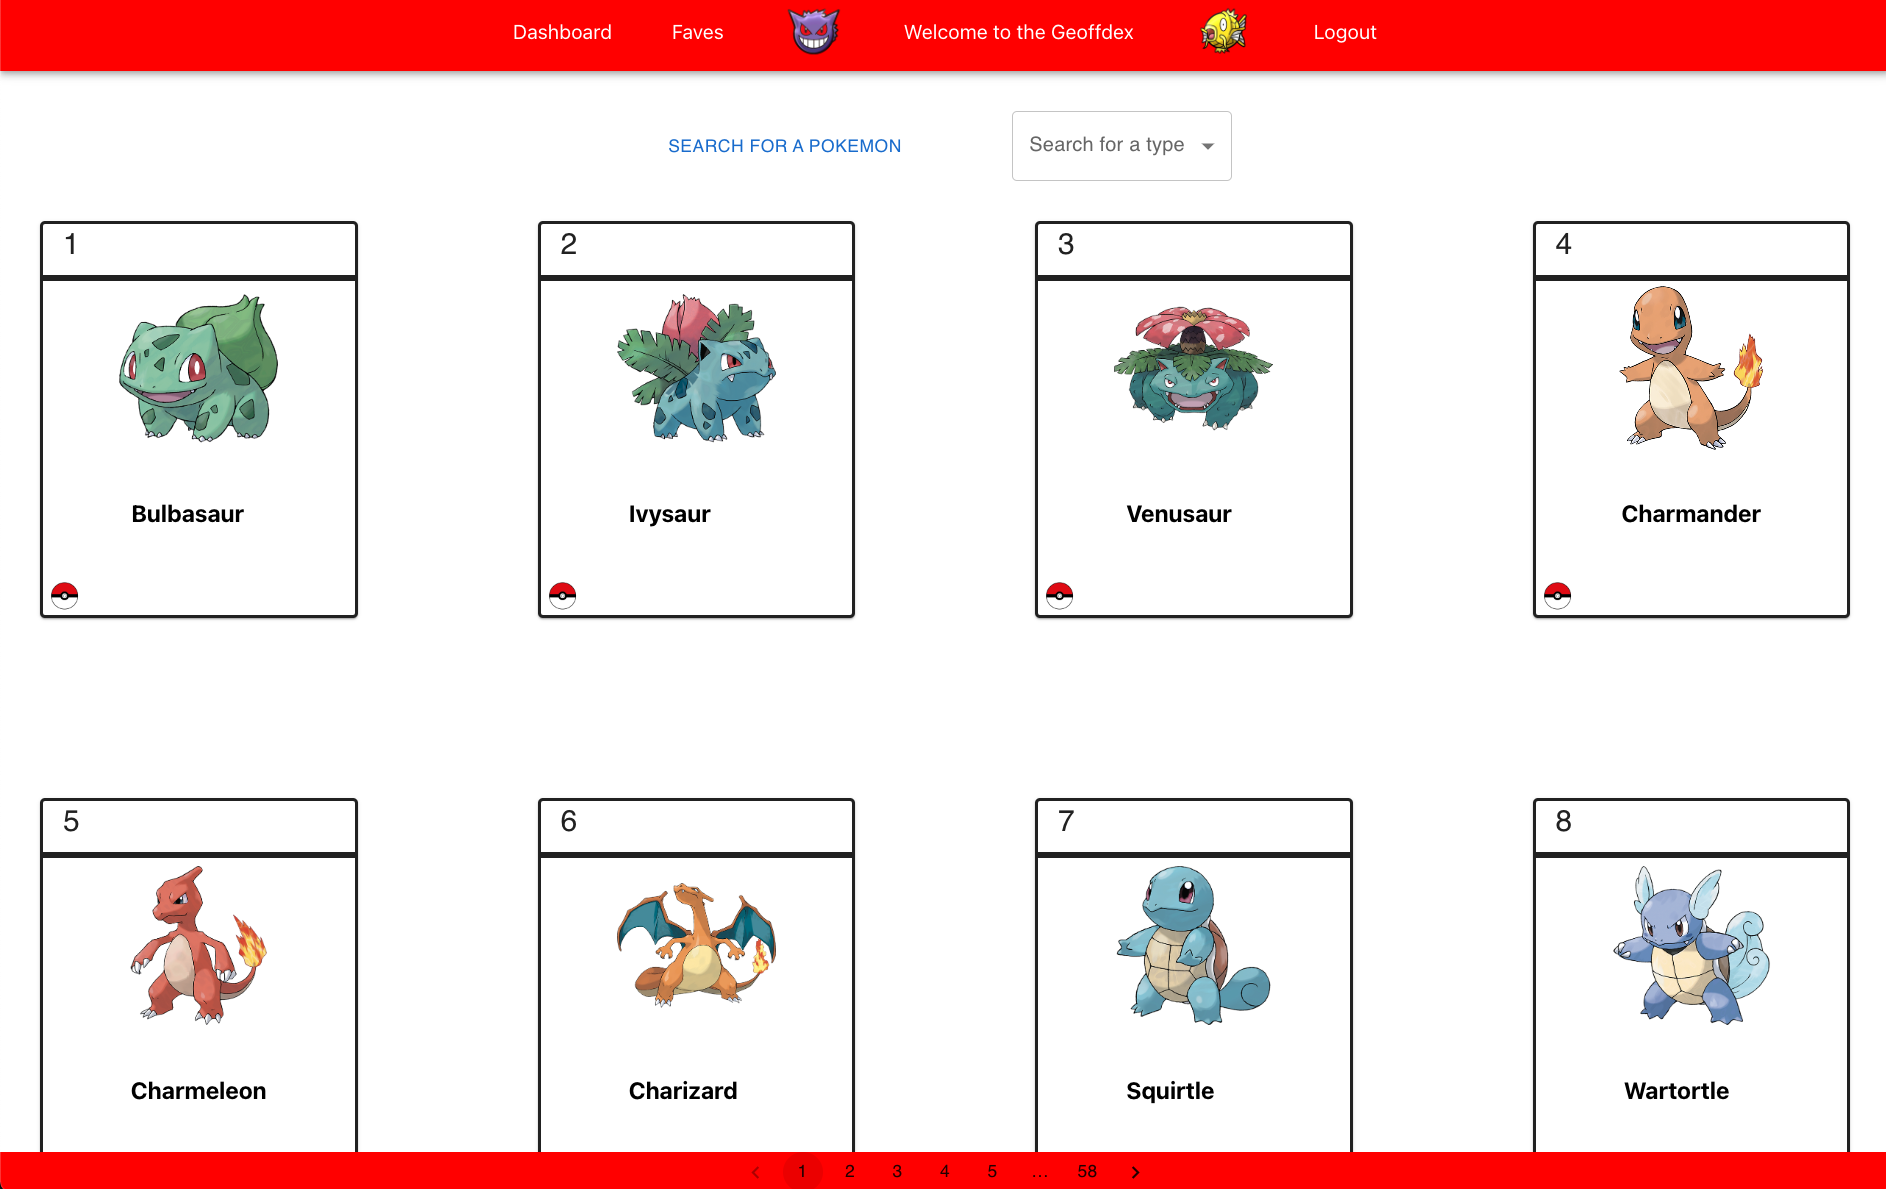 Dashboard Faves Welcome to the Geoffdex Logout
SEARCH FOR A POKEMON Search for a type
1 2 3 4
Bulbasaur Ivysaur Venusaur Charmander
5 6 7 8
Charmeleon Charizard Squirtle Wartortle
‹ 1 2 3 4 5 … 58 ›